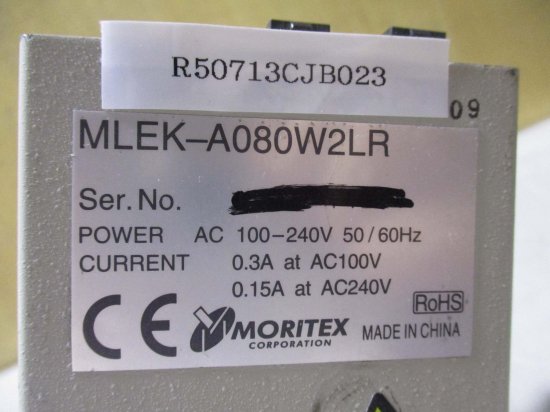 R50713CJB023
09
MLEK-A080W2LR
Ser. No.
POWER AC 100-240V 50/60Hz
CURRENT 0.3A at AC100V
0.15A at AC240V
CE
MORITEX
CORPORATION
RoHS
MADE IN CHINA